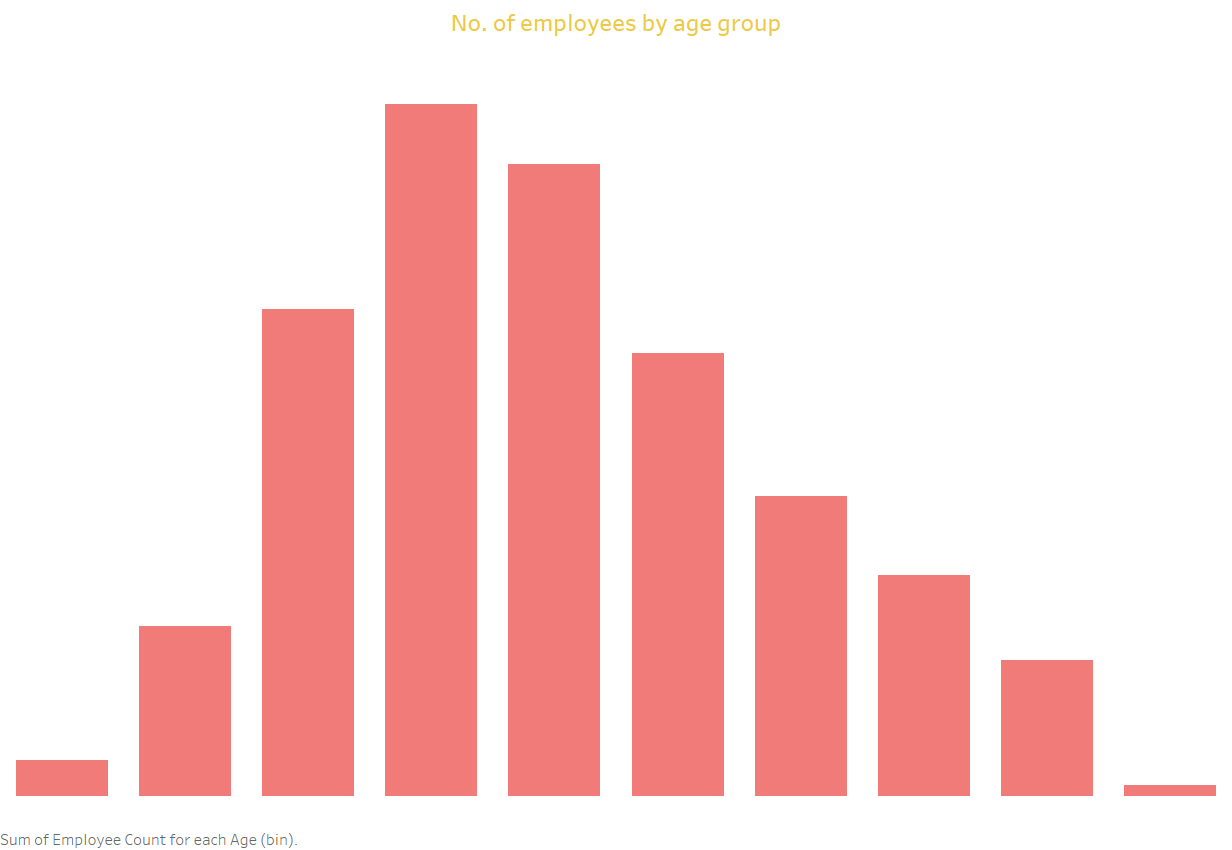 No. of employees by age group
Sum of Employee Count for each Age (bin).